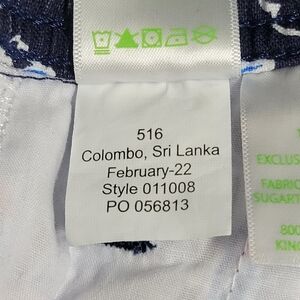 516
Colombo, Sri Lanka
February-22
Style 011008
PO 056813
EXCLUS
FABRIC
SUGART
800
KIN